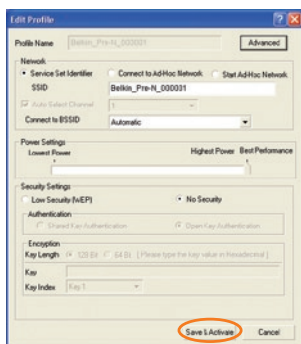 Edit Profile
Profile Name Belkin_Pre-N_000031 Advanced
Network
Service Set Identifier Connect to Ad-Hoc Network Start Ad-Hoc Network
SSID Belkin_Pre-N_000031
Auto Select Channel 1
Connect to BSSID Automatic
Power Settings
Lowest Power Highest Power Best Performance
Security Settings
Low Security (WEP) No Security
Authentication
Shared Key Authentication Open Key Authentication
Encryption
Key Length 128 Bit 64 Bit [Please type the key value in hexadecimal]
Key
Key Index Key 1
Save & Activate Cancel